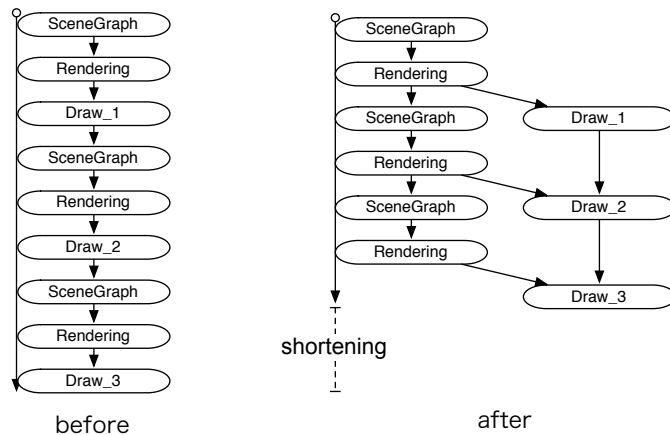 SceneGraph
Rendering
Draw_1
SceneGraph
Rendering
Draw_2
SceneGraph
Rendering
Draw_3
before
SceneGraph
Rendering
Draw_1
SceneGraph
Rendering
Draw_2
SceneGraph
Rendering
Draw_3
shortening
after